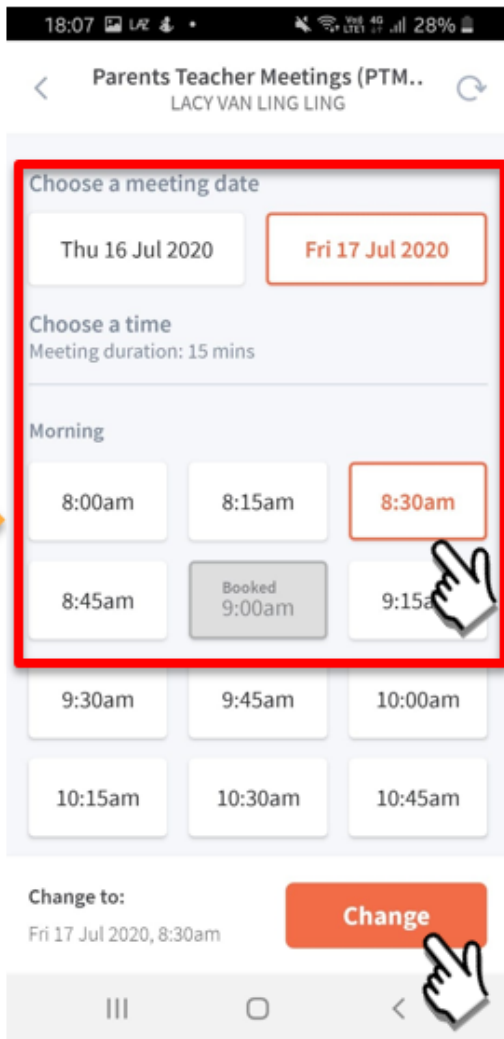 18:07 28%
Parents Teacher Meetings (PTM..
LACY VAN LING LING
Choose a meeting date
Thu 16 Jul 2020 Fri 17 Jul 2020
Choose a time
Meeting duration: 15 mins
Morning
8:00am 8:15am 8:30am
Booked
8:45am 9:00am
9:30am 9:45am 10:00am
10:15am 10:30am 10:45am
Change to:
Fri 17 Jul 2020, 8:30am
Change